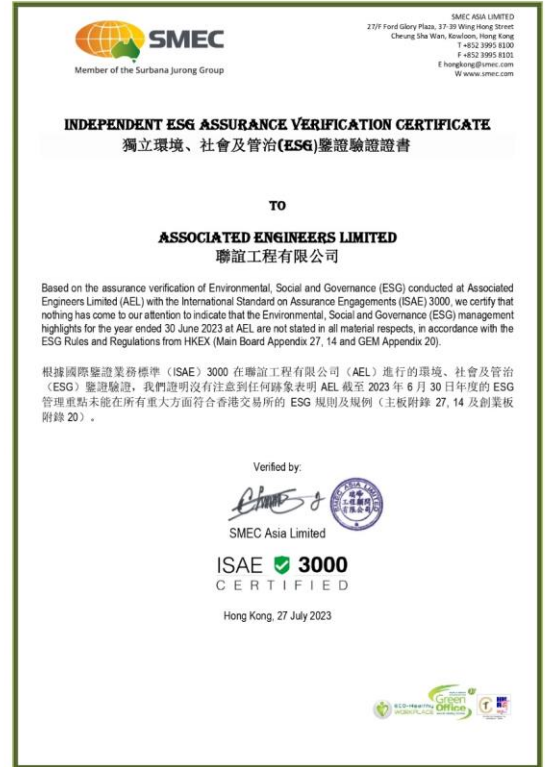 SMEC
Member of the Surbana Jurong Group
SMEC ASIA LIMITED
27/F Ford Glory Plaza, 37-39 Wing Hong Street
Cheung Sha Wan, Kowloon, Hong Kong
T +852 3995 8100
F +852 3995 8101
E hongkong@smec.com
W www.smec.com
INDEPENDENT ESG ASSURANCE VERIFICATION CERTIFICATE
獨立環境、社會及管治(ESG)鑒證驗證證書
TO
ASSOCIATED ENGINEERS LIMITED
聯誼工程有限公司
Based on the assurance verification of Environmental, Social and Governance (ESG) conducted at Associated
Engineers Limited (AEL) with the International Standard on Assurance Engagements (ISAE) 3000, we certify that
nothing has come to our attention to indicate that the Environmental, Social and Governance (ESG) management
highlights for the year ended 30 June 2023 at AEL are not stated in all material respects, in accordance with the
ESG Rules and Regulations from HKEX (Main Board Appendix 27, 14 and GEM Appendix 20).
根據國際鑒證業務標準（ISAE）3000 在聯誼工程有限公司（AEL）進行的環境、社會及管治
（ESG）鑒證驗證，我們證明沒有注意到任何跡象表明 AEL 截至 2023 年 6 月 30 日年度的 ESG
管理重點未能在所有重大方面符合香港交易所的 ESG 規則及規例（主板附錄 27, 14 及創業板
附錄 20）。
Verified by:
SMEC ASIA LIMITED
工程顧問
有限公司
SMEC Asia Limited
ISAE 3000
CERTIFIED
Hong Kong, 27 July 2023
ECO-Healthy
WORKPLACE
Green
Office